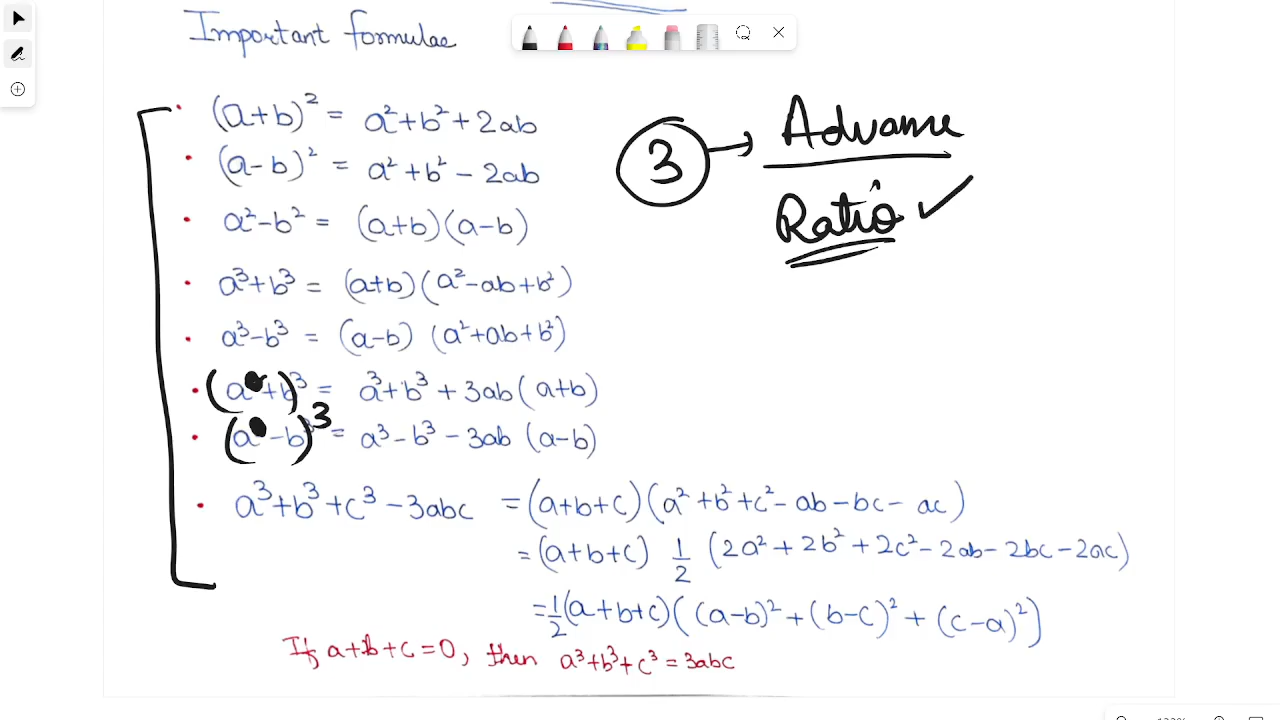 Important formulae
• (a+b)² = a²+b²+2ab
• (a-b)² = a²+b²-2ab
• a²-b² = (a+b)(a-b)
• a³+b³ = (a+b)(a²-ab+b²)
• a³-b³ = (a-b) (a²+ab+b²)
• (a+b)³ = a³+b³+3ab(a+b)
• (a-b)³ = a³-b³-3ab (a-b)
• a³+b³+c³-3abc = (a+b+c)(a²+b²+c²-ab-bc-ac)
= (a+b+c) 1/2 (2a²+2b²+2c²-2ab-2bc-2ac)
= 1/2 (a+b+c)((a-b)²+(b-c)²+(c-a)²)
If a+b+c=0, then a³+b³+c³=3abc
3 → Advance
Ratio ✓